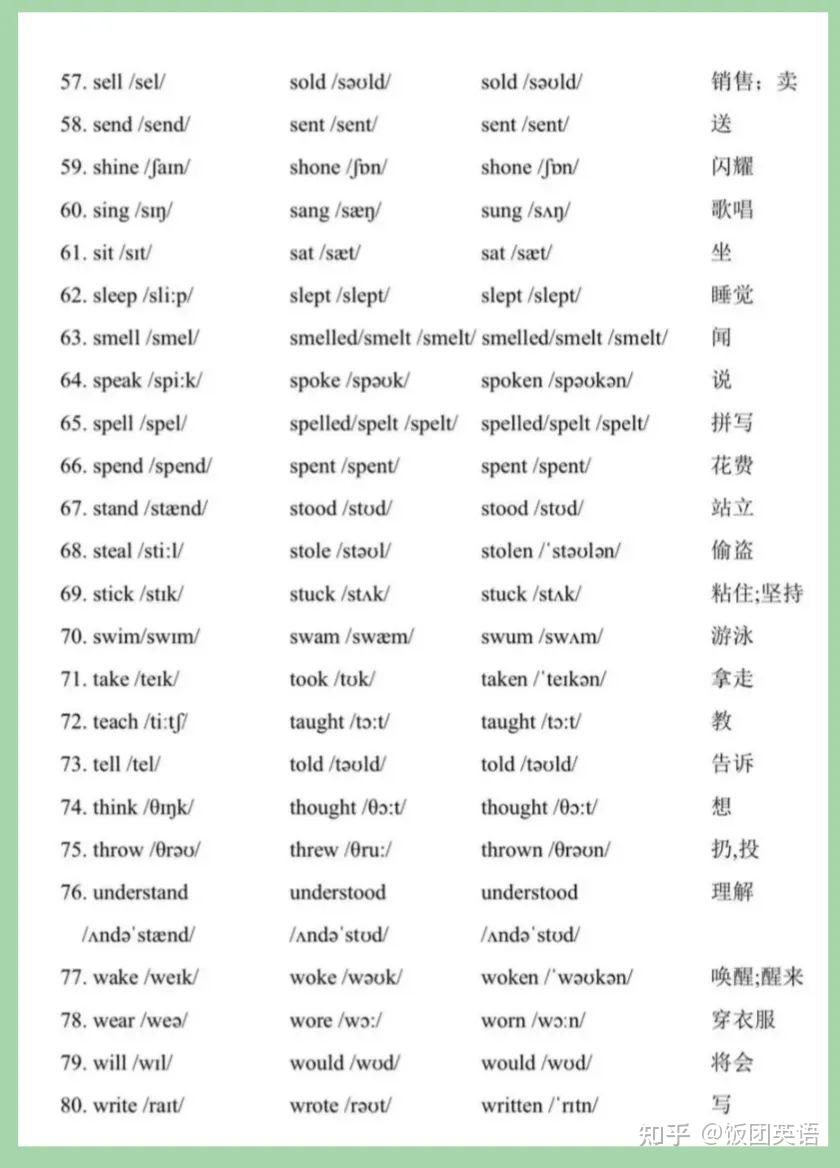 57. sell /sel/ sold /səʊld/ sold /səʊld/ 销售；卖
58. send /send/ sent /sent/ sent /sent/ 送
59. shine /ʃaɪn/ shone /ʃɒn/ shone /ʃɒn/ 闪耀
60. sing /sɪŋ/ sang /sæŋ/ sung /sʌŋ/ 歌唱
61. sit /sɪt/ sat /sæt/ sat /sæt/ 坐
62. sleep /sli:p/ slept /slept/ slept /slept/ 睡觉
63. smell /smel/ smelled/smelt /smelt/ smelled/smelt /smelt/ 闻
64. speak /spi:k/ spoke /spəʊk/ spoken /spəʊkən/ 说
65. spell /spel/ spelled/spelt /spelt/ spelled/spelt /spelt/ 拼写
66. spend /spend/ spent /spent/ spent /spent/ 花费
67. stand /stænd/ stood /stʊd/ stood /stʊd/ 站立
68. steal /sti:l/ stole /stəʊl/ stolen /ˈstəʊlən/ 偷盗
69. stick /stɪk/ stuck /stʌk/ stuck /stʌk/ 粘住;坚持
70. swim/swɪm/ swam /swæm/ swum /swʌm/ 游泳
71. take /teɪk/ took /tʊk/ taken /ˈteɪkən/ 拿走
72. teach /ti:tʃ/ taught /tɔ:t/ taught /tɔ:t/ 教
73. tell /tel/ told /təʊld/ told /təʊld/ 告诉
74. think /θɪŋk/ thought /θɔ:t/ thought /θɔ:t/ 想
75. throw /θrəʊ/ threw /θru:/ thrown /θrəʊn/ 扔,投
76. understand understood understood 理解
/ʌndəˈstænd/ /ʌndəˈstʊd/ /ʌndəˈstʊd/
77. wake /weɪk/ woke /wəʊk/ woken /ˈwəʊkən/ 唤醒;醒来
78. wear /weə/ wore /wɔ:/ worn /wɔ:n/ 穿衣服
79. will /wɪl/ would /wʊd/ would /wʊd/ 将会
80. write /raɪt/ wrote /rəʊt/ written /ˈrɪtn/ 写
知乎 @饭团英语